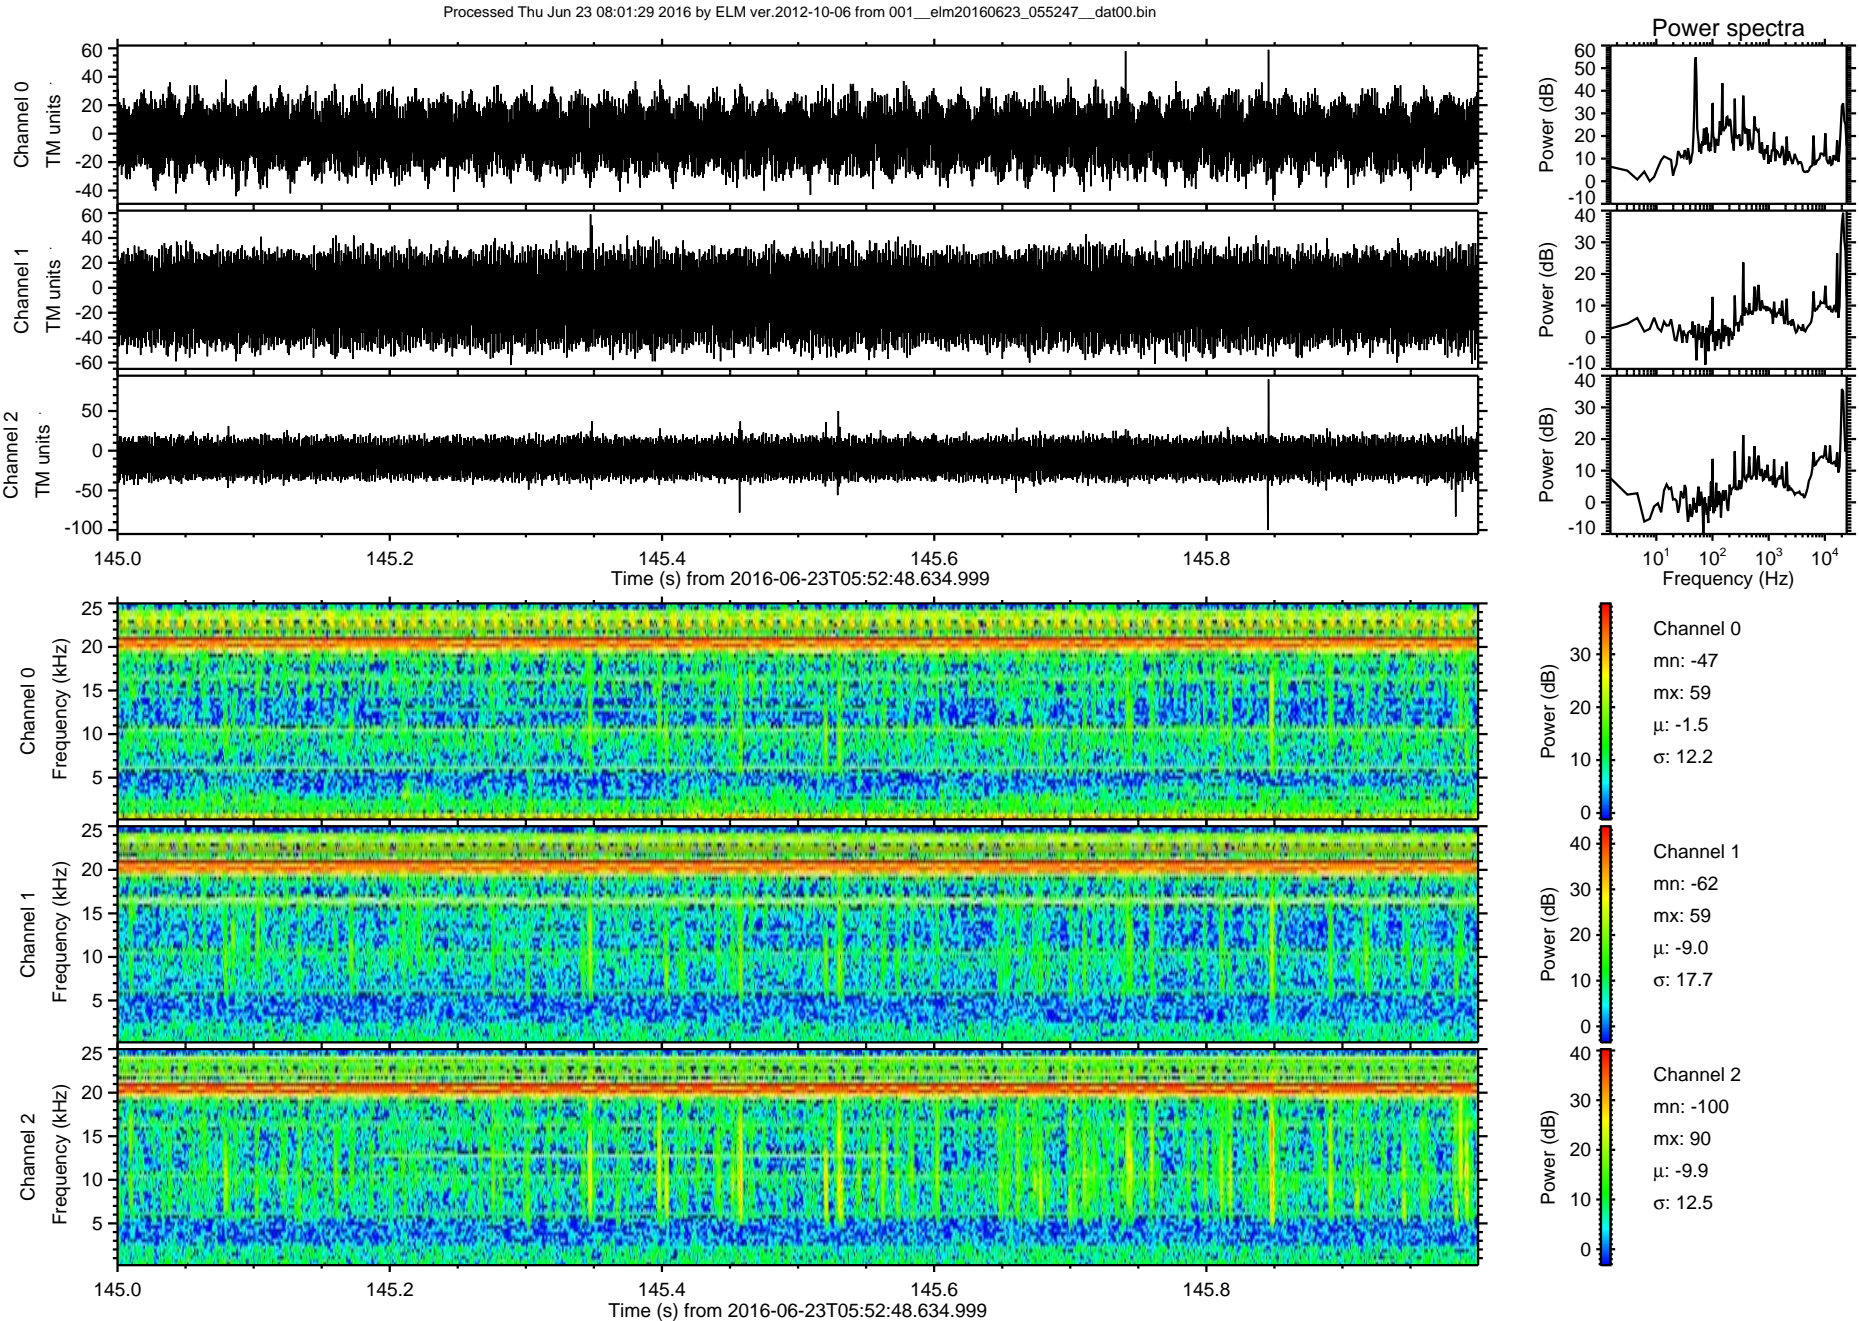 Processed Thu Jun 23 08:01:29 2016 by ELM ver.2012-10-06 from 001__elm20160623_055247__dat00.bin
Power spectra
Channel 0
TM units
60
40
20
0
-20
-40
Power (dB)
60
50
40
30
20
10
0
-10
Channel 1
TM units
60
40
20
0
-20
-40
-60
Power (dB)
40
30
20
10
0
-10
Channel 2
TM units
50
0
-50
-100
Power (dB)
40
30
20
10
0
-10
145.0 145.2 145.4 145.6 145.8
Time (s) from 2016-06-23T05:52:48.634.999
10¹ 10² 10³ 10⁴
Frequency (Hz)
Channel 0
Frequency (kHz)
25
20
15
10
5
Power (dB)
30
20
10
0
Channel 0
mn: -47
mx: 59
µ: -1.5
σ: 12.2
Channel 1
Frequency (kHz)
25
20
15
10
5
Power (dB)
40
30
20
10
0
Channel 1
mn: -62
mx: 59
µ: -9.0
σ: 17.7
Channel 2
Frequency (kHz)
25
20
15
10
5
Power (dB)
40
30
20
10
0
Channel 2
mn: -100
mx: 90
µ: -9.9
σ: 12.5
145.0 145.2 145.4 145.6 145.8
Time (s) from 2016-06-23T05:52:48.634.999